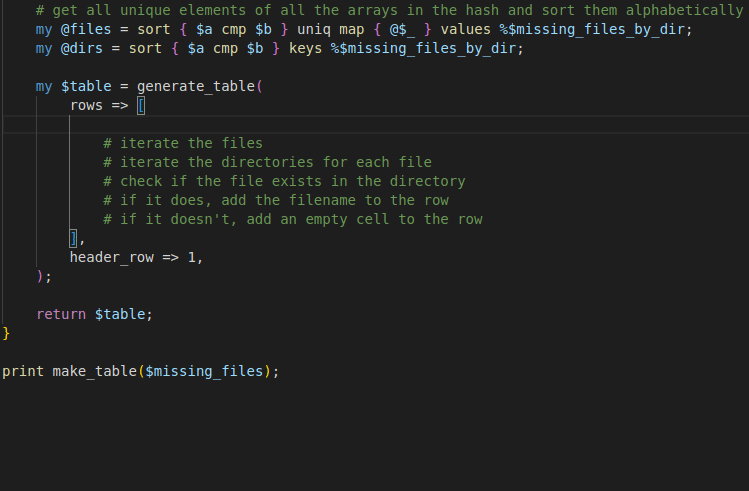 # get all unique elements of all the arrays in the hash and sort them alphabetically
my @files = sort { $a cmp $b } uniq map { @$_ } values %$missing_files_by_dir;
my @dirs = sort { $a cmp $b } keys %$missing_files_by_dir;
my $table = generate_table(
rows => [
# iterate the files
# iterate the directories for each file
# check if the file exists in the directory
# if it does, add the filename to the row
# if it doesn't, add an empty cell to the row
],
header_row => 1,
);
return $table;
}
print make_table($missing_files);